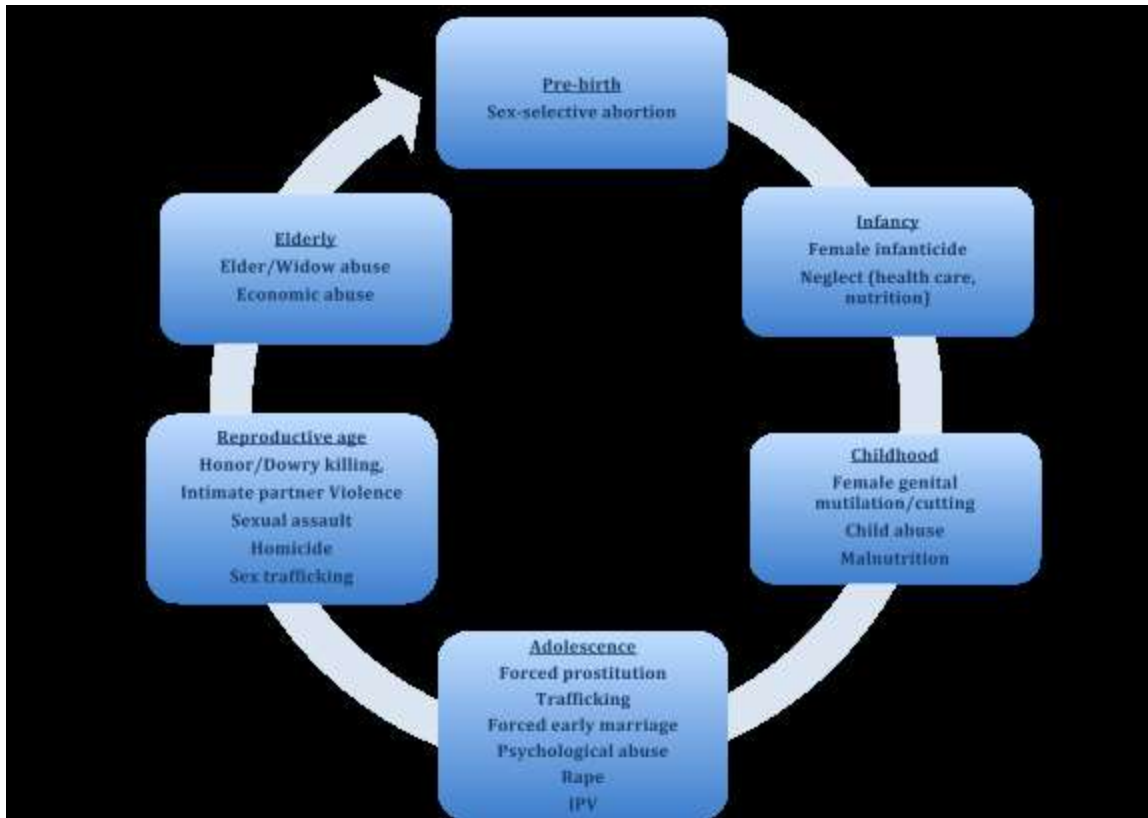 Pre-birth
Sex-selective abortion
Infancy
Female infanticide
Neglect (health care,
nutrition)
Childhood
Female genital
mutilation/cutting
Child abuse
Malnutrition
Adolescence
Forced prostitution
Trafficking
Forced early marriage
Psychological abuse
Rape
IPV
Reproductive age
Honor/Dowry killing,
Intimate partner Violence
Sexual assault
Homicide
Sex trafficking
Elderly
Elder/Widow abuse
Economic abuse